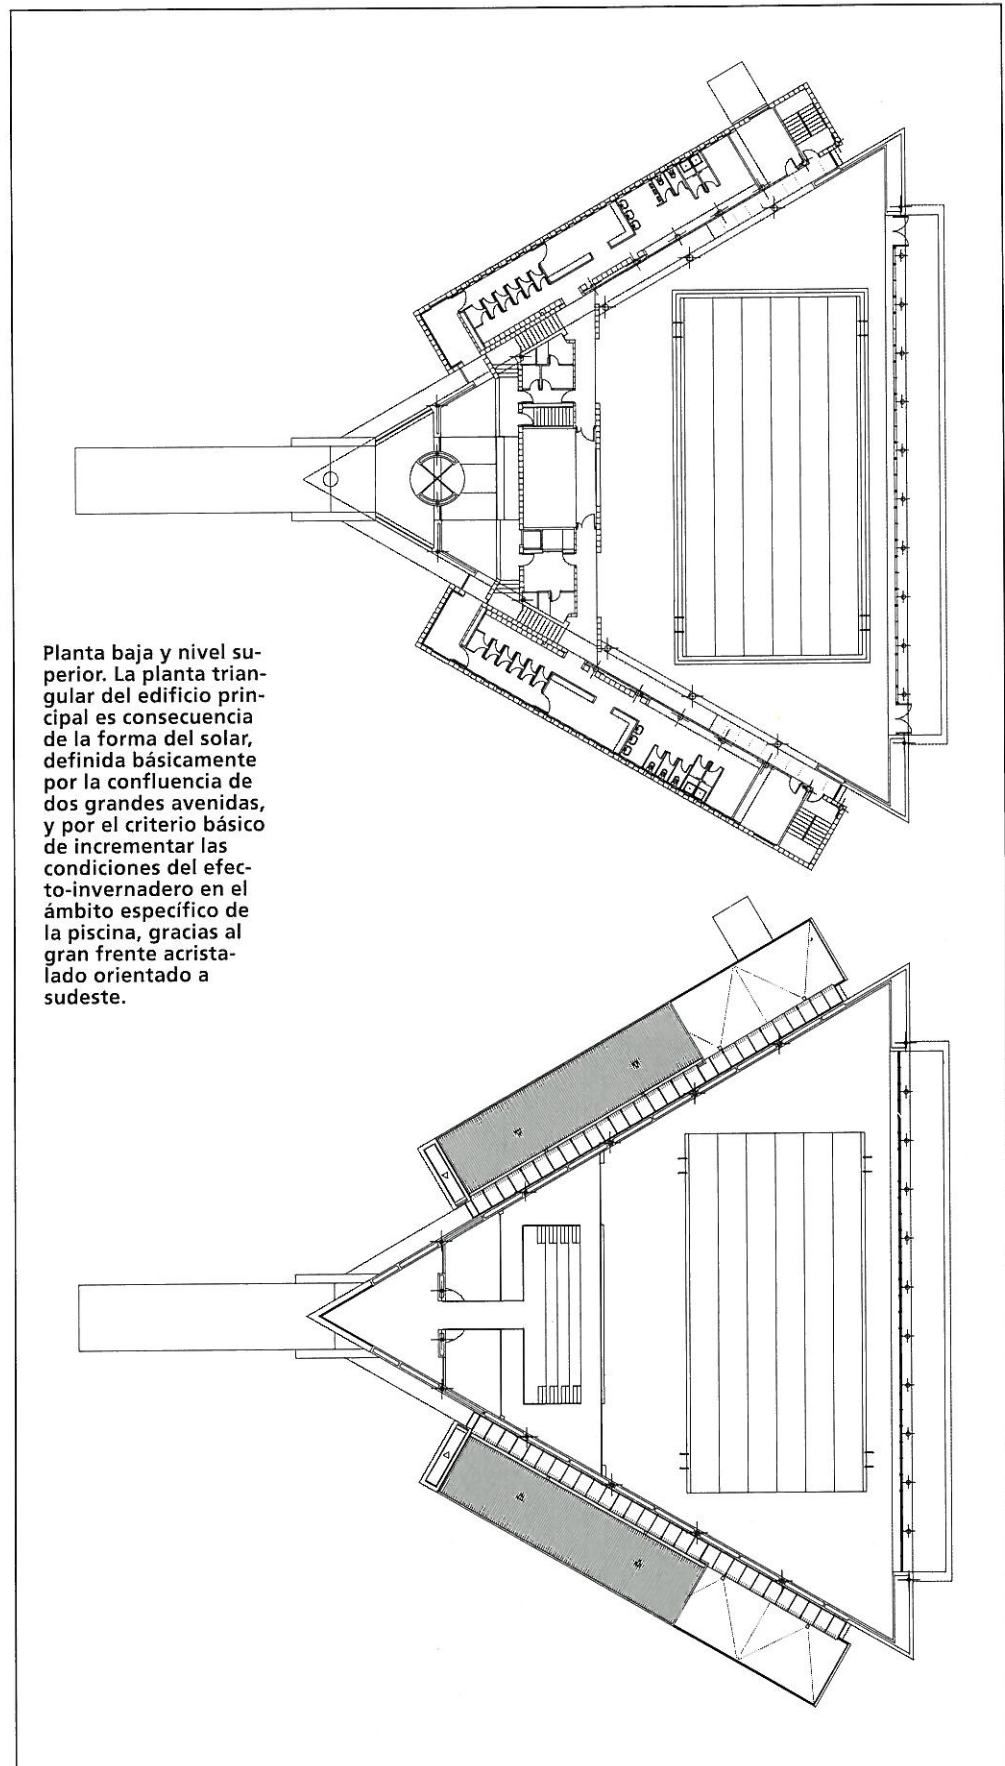 Planta baja y nivel su-
perior. La planta trian-
gular del edificio prin-
cipal es consecuencia
de la forma del solar,
definida básicamente
por la confluencia de
dos grandes avenidas,
y por el criterio básico
de incrementar las
condiciones del efec-
to-invernadero en el
ámbito específico de
la piscina, gracias al
gran frente acrista-
lado orientado a
sudeste.